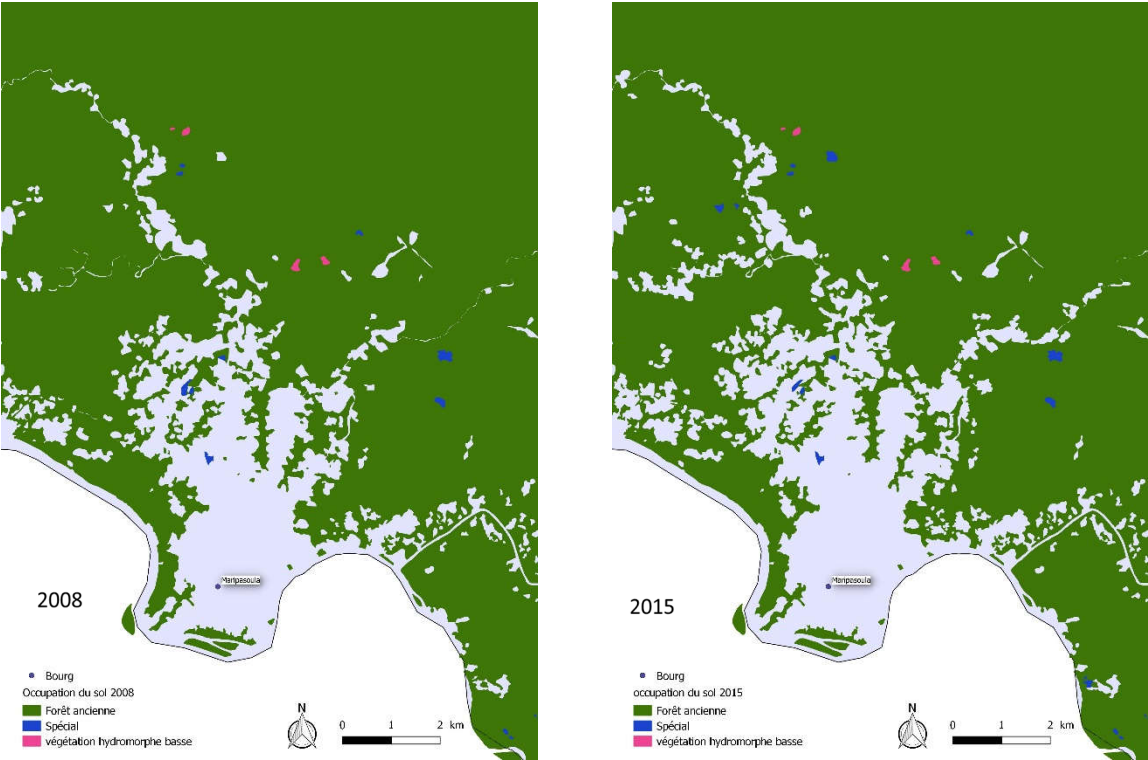 Maripasoula
2008
Bourg
Occupation du sol 2008
Forêt ancienne
Spécial
végétation hydromorphe basse
N
0 1 2 km
Maripasoula
2015
Bourg
occupation du sol 2015
Forêt ancienne
Spécial
végétation hydromorphe basse
N
0 1 2 km